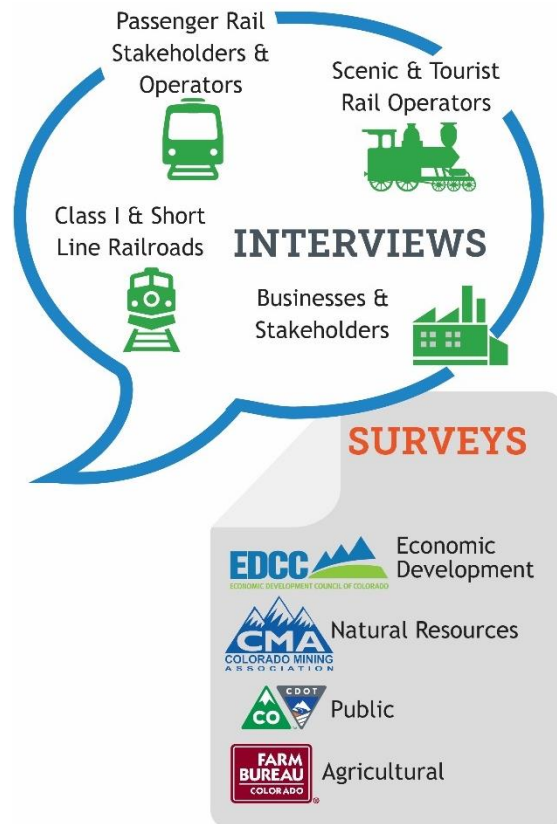 Passenger Rail
Stakeholders &
Operators
Scenic & Tourist
Rail Operators
Class I & Short
Line Railroads
INTERVIEWS
Businesses &
Stakeholders
SURVEYS
EDCC
ECONOMIC DEVELOPMENT COUNCIL OF COLORADO
Economic
Development
CMA
COLORADO MINING
ASSOCIATION
Natural Resources
CO
CDOT
Public
FARM
BUREAU
COLORADO
®
Agricultural